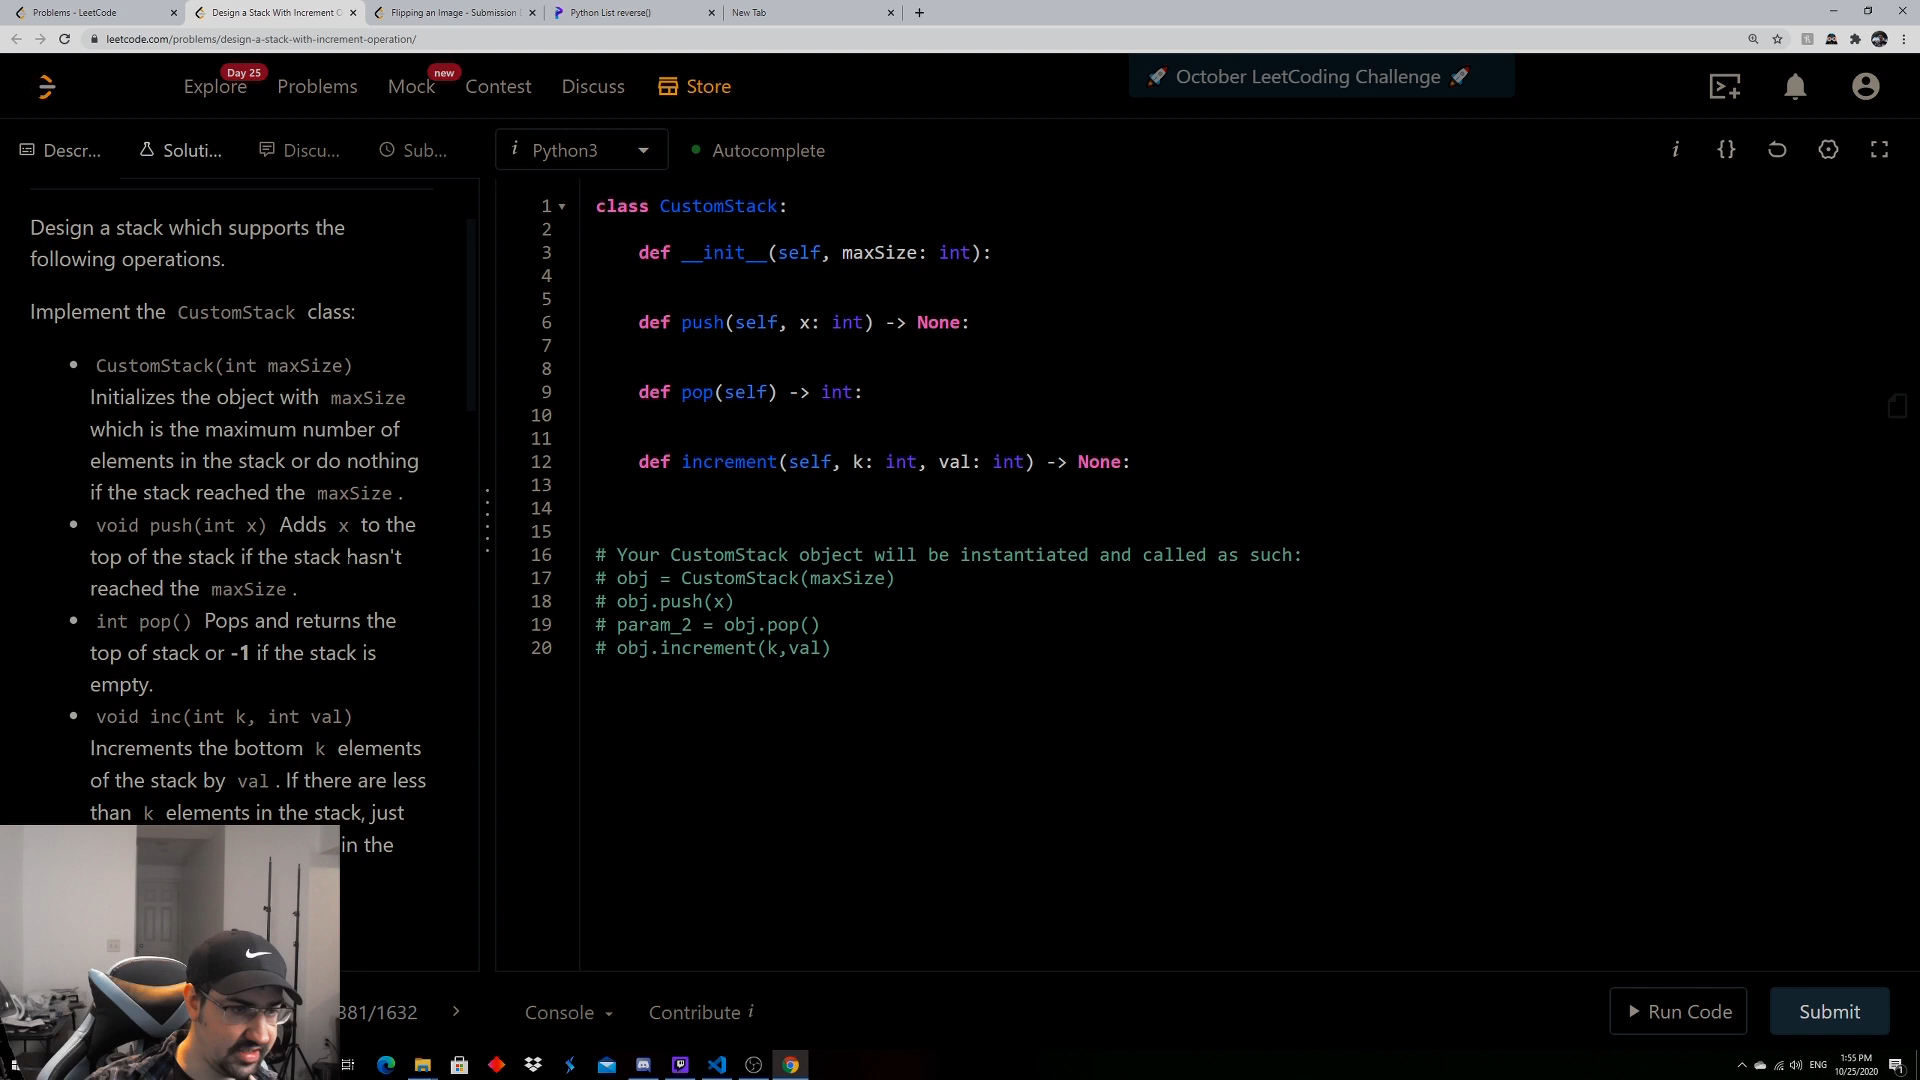 Problems - LeetCode
Design a Stack With Increment O
Flipping an Image - Submission
Python List reverse()
New Tab
leetcode.com/problems/design-a-stack-with-increment-operation/
Explore
Day 25
Problems
Mock
new
Contest
Discuss
Store
October LeetCoding Challenge
Descr...
Soluti...
Discu...
Sub...
i Python3
Autocomplete
Design a stack which supports the
following operations.
Implement the CustomStack class:
CustomStack(int maxSize)
Initializes the object with maxSize
which is the maximum number of
elements in the stack or do nothing
if the stack reached the maxSize.
void push(int x) Adds x to the
top of the stack if the stack hasn't
reached the maxSize.
int pop() Pops and returns the
top of stack or -1 if the stack is
empty.
void inc(int k, int val)
Increments the bottom k elements
of the stack by val. If there are less
than k elements in the stack, just
in the
1 class CustomStack:
2
3 def __init__(self, maxSize: int):
4
5
6 def push(self, x: int) -> None:
7
8
9 def pop(self) -> int:
10
11
12 def increment(self, k: int, val: int) -> None:
13
14
15
16 # Your CustomStack object will be instantiated and called as such:
17 # obj = CustomStack(maxSize)
18 # obj.push(x)
19 # param_2 = obj.pop()
20 # obj.increment(k,val)
381/1632
Console
Contribute i
Run Code
Submit
ENG
1:55 PM
10/25/2020